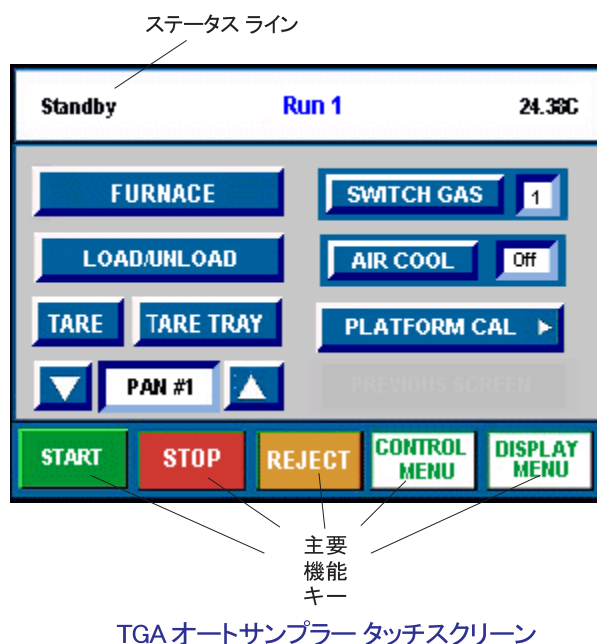 ステータス ライン
Standby Run 1 24.38C
FURNACE SWITCH GAS 1
LOAD/UNLOAD AIR COOL Off
TARE TARE TRAY PLATFORM CAL
PAN #1 PREVIOUS SCREEN
START STOP REJECT CONTROL MENU DISPLAY MENU
主要
機能
キー
TGA オートサンプラー タッチスクリーン